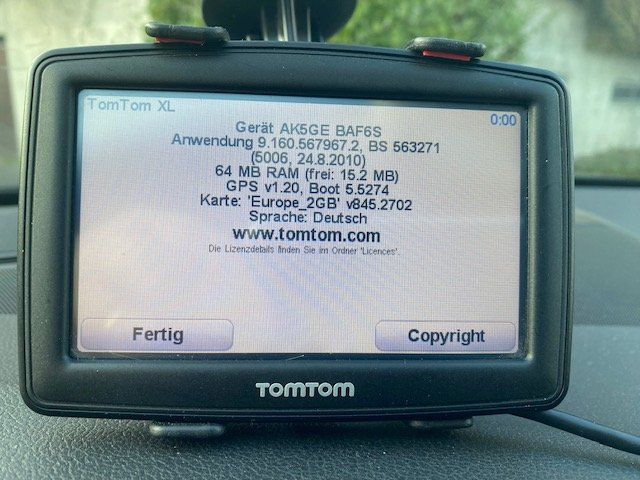 TomTom XL
0:00
Gerät AK5GE BAF6S
Anwendung 9.160.567967.2, BS 563271
(5006, 24.8.2010)
64 MB RAM (frei: 15.2 MB)
GPS v1.20, Boot 5.5274
Karte: 'Europe_2GB' v845.2702
Sprache: Deutsch
www.tomtom.com
Die Lizenzdetails finden Sie im Ordner 'Licences'.
Fertig
Copyright
TOMTOM